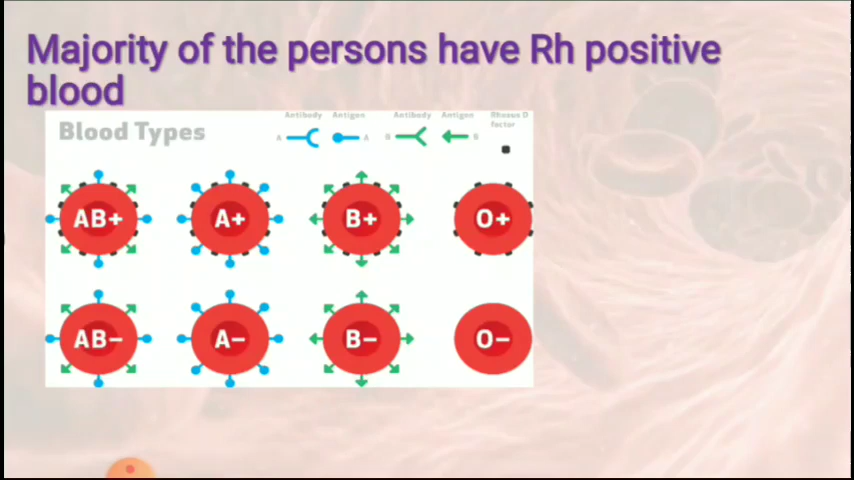 Majority of the persons have Rh positive
blood
Blood Types
Antibody Antigen Antibody Antigen Rhesus D
factor
A A B B
AB+ A+ B+ O+
AB− A− B− O−